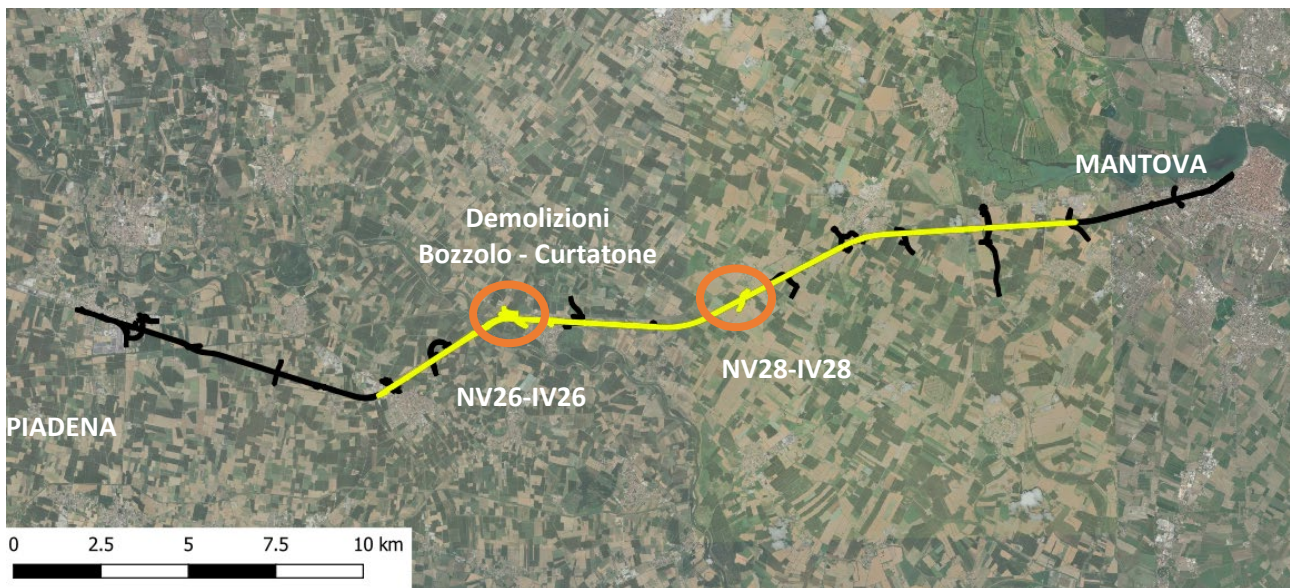 MANTOVA
Demolizioni
Bozzolo - Curtatone
NV28-IV28
NV26-IV26
PIADENA
0 2.5 5 7.5 10 km